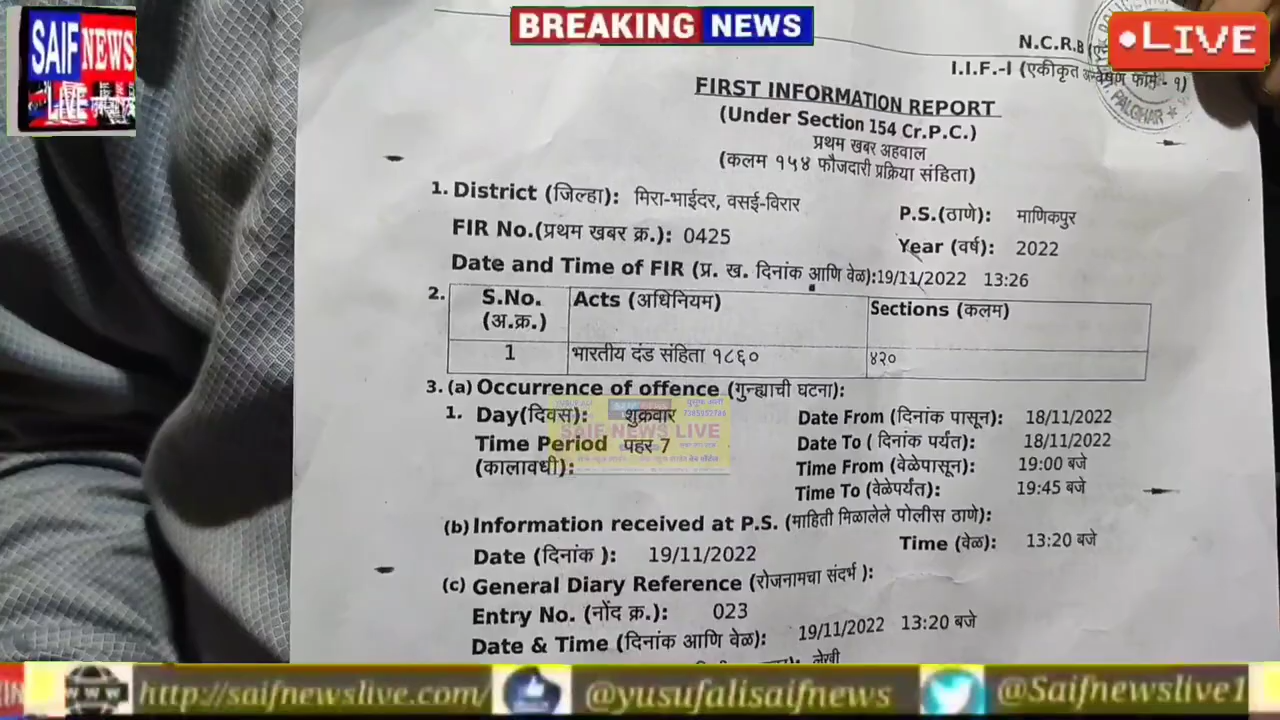 SAIF NEWS
LIVE
BREAKING NEWS
LIVE
N.C.R.B
I.I.F.-I (एकीकृत अन्वेषण फॉर्म - १)
PALGHAR
FIRST INFORMATION REPORT
(Under Section 154 Cr.P.C.)
प्रथम खबर अहवाल
(कलम १५४ फौजदारी प्रक्रिया संहिता)
1. District (जिल्हा): मिरा-भाईदर, वसई-विरार P.S.(ठाणे): माणिकपुर
FIR No.(प्रथम खबर क्र.): 0425 Year (वर्ष): 2022
Date and Time of FIR (प्र. ख. दिनांक आणि वेळ):19/11/2022 13:26
2. S.No. Acts (अधिनियम) Sections (कलम)
(अ.क्र.)
1 भारतीय दंड संहिता १८६० ४२०
3. (a) Occurrence of offence (गुन्ह्याची घटना):
1. Day(दिवस): शुक्रवार Date From (दिनांक पासून): 18/11/2022
Time Period पहर 7 Date To ( दिनांक पर्यंत): 18/11/2022
(कालावधी): Time From (वेळेपासून): 19:00 बजे
Time To (वेळेपर्यंत): 19:45 बजे
SAIF NEWS LIVE
(b) Information received at P.S. (माहिती मिळालेले पोलीस ठाणे):
Date (दिनांक ): 19/11/2022 Time (वेळ): 13:20 बजे
(c) General Diary Reference (रोजनामचा संदर्भ ):
Entry No. (नोंद क्र.): 023
Date & Time (दिनांक आणि वेळ): 19/11/2022 13:20 बजे
लेखी
www http://saifnewslive.com/ @yusufalisaifnews @Saifnewslive1